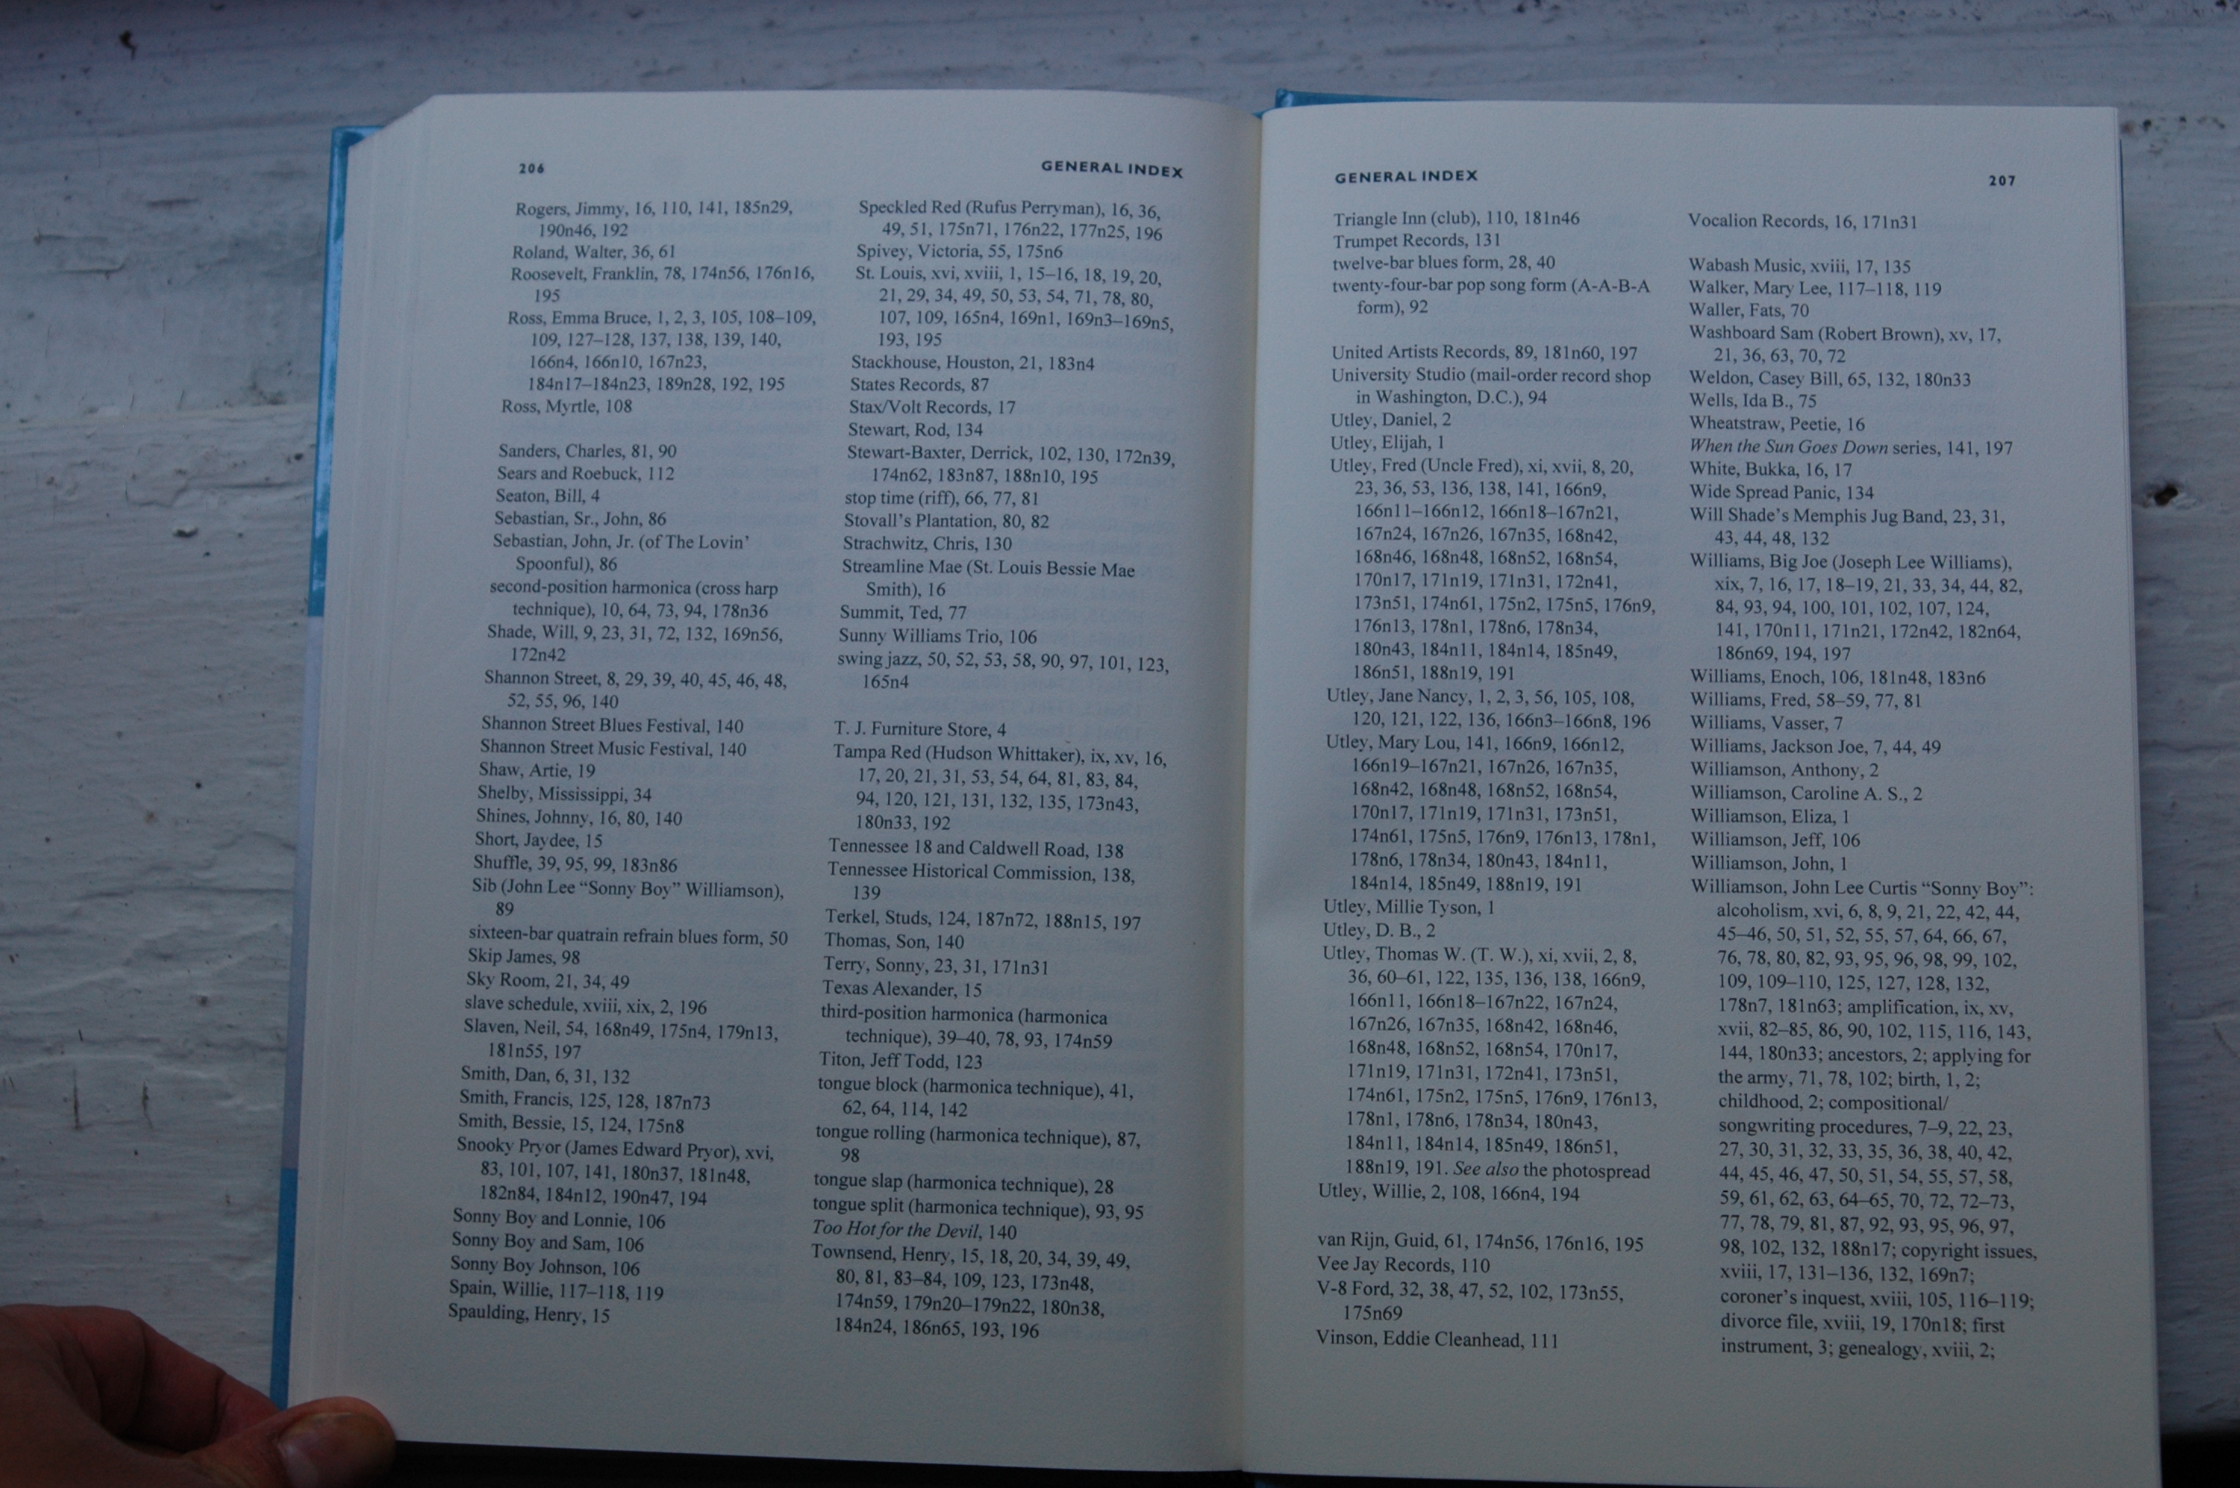 206
GENERAL INDEX
Rogers, Jimmy, 16, 110, 141, 185n29,
190n46, 192
Roland, Walter, 36, 61
Roosevelt, Franklin, 78, 174n56, 176n16,
195
Ross, Emma Bruce, 1, 2, 3, 105, 108–109,
109, 127–128, 137, 138, 139, 140,
166n4, 166n10, 167n23,
184n17–184n23, 189n28, 192, 195
Ross, Myrtle, 108
Sanders, Charles, 81, 90
Sears and Roebuck, 112
Seaton, Bill, 4
Sebastian, Sr., John, 86
Sebastian, John, Jr. (of The Lovin’
Spoonful), 86
second-position harmonica (cross harp
technique), 10, 64, 73, 94, 178n36
Shade, Will, 9, 23, 31, 72, 132, 169n56,
172n42
Shannon Street, 8, 29, 39, 40, 45, 46, 48,
52, 55, 96, 140
Shannon Street Blues Festival, 140
Shannon Street Music Festival, 140
Shaw, Artie, 19
Shelby, Mississippi, 34
Shines, Johnny, 16, 80, 140
Short, Jaydee, 15
Shuffle, 39, 95, 99, 183n86
Sib (John Lee “Sonny Boy” Williamson),
89
sixteen-bar quatrain refrain blues form, 50
Skip James, 98
Sky Room, 21, 34, 49
slave schedule, xviii, xix, 2, 196
Slaven, Neil, 54, 168n49, 175n4, 179n13,
181n55, 197
Smith, Dan, 6, 31, 132
Smith, Francis, 125, 128, 187n73
Smith, Bessie, 15, 124, 175n8
Snooky Pryor (James Edward Pryor), xvi,
83, 101, 107, 141, 180n37, 181n48,
182n84, 184n12, 190n47, 194
Sonny Boy and Lonnie, 106
Sonny Boy and Sam, 106
Sonny Boy Johnson, 106
Spain, Willie, 117–118, 119
Spaulding, Henry, 15
Speckled Red (Rufus Perryman), 16, 36,
49, 51, 175n71, 176n22, 177n25, 196
Spivey, Victoria, 55, 175n6
St. Louis, xvi, xviii, 1, 15–16, 18, 19, 20,
21, 29, 34, 49, 50, 53, 54, 71, 78, 80,
107, 109, 165n4, 169n1, 169n3–169n5,
193, 195
Stackhouse, Houston, 21, 183n4
States Records, 87
Stax/Volt Records, 17
Stewart, Rod, 134
Stewart-Baxter, Derrick, 102, 130, 172n39,
174n62, 183n87, 188n10, 195
stop time (riff), 66, 77, 81
Stovall’s Plantation, 80, 82
Strachwitz, Chris, 130
Streamline Mae (St. Louis Bessie Mae
Smith), 16
Summit, Ted, 77
Sunny Williams Trio, 106
swing jazz, 50, 52, 53, 58, 90, 97, 101, 123,
165n4
T. J. Furniture Store, 4
Tampa Red (Hudson Whittaker), ix, xv, 16,
17, 20, 21, 31, 53, 54, 64, 81, 83, 84,
94, 120, 121, 131, 132, 135, 173n43,
180n33, 192
Tennessee 18 and Caldwell Road, 138
Tennessee Historical Commission, 138,
139
Terkel, Studs, 124, 187n72, 188n15, 197
Thomas, Son, 140
Terry, Sonny, 23, 31, 171n31
Texas Alexander, 15
third-position harmonica (harmonica
technique), 39–40, 78, 93, 174n59
Titon, Jeff Todd, 123
tongue block (harmonica technique), 41,
62, 64, 114, 142
tongue rolling (harmonica technique), 87,
98
tongue slap (harmonica technique), 28
tongue split (harmonica technique), 93, 95
Too Hot for the Devil, 140
Townsend, Henry, 15, 18, 20, 34, 39, 49,
80, 81, 83–84, 109, 123, 173n48,
174n59, 179n20–179n22, 180n38,
184n24, 186n65, 193, 196
GENERAL INDEX
207
Triangle Inn (club), 110, 181n46
Trumpet Records, 131
twelve-bar blues form, 28, 40
twenty-four-bar pop song form (A-A-B-A
form), 92
United Artists Records, 89, 181n60, 197
University Studio (mail-order record shop
in Washington, D.C.), 94
Utley, Daniel, 2
Utley, Elijah, 1
Utley, Fred (Uncle Fred), xi, xvii, 8, 20,
23, 36, 53, 136, 138, 141, 166n9,
166n11–166n12, 166n18–167n21,
167n24, 167n26, 167n35, 168n42,
168n46, 168n48, 168n52, 168n54,
170n17, 171n19, 171n31, 172n41,
173n51, 174n61, 175n2, 175n5, 176n9,
176n13, 178n1, 178n6, 178n34,
180n43, 184n11, 184n14, 185n49,
186n51, 188n19, 191
Utley, Jane Nancy, 1, 2, 3, 56, 105, 108,
120, 121, 122, 136, 166n3–166n8, 196
Utley, Mary Lou, 141, 166n9, 166n12,
166n19–167n21, 167n26, 167n35,
168n42, 168n48, 168n52, 168n54,
170n17, 171n19, 171n31, 173n51,
174n61, 175n5, 176n9, 176n13, 178n1,
178n6, 178n34, 180n43, 184n11,
184n14, 185n49, 188n19, 191
Utley, Millie Tyson, 1
Utley, D. B., 2
Utley, Thomas W. (T. W.), xi, xvii, 2, 8,
36, 60–61, 122, 135, 136, 138, 166n9,
166n11, 166n18–167n22, 167n24,
167n26, 167n35, 168n42, 168n46,
168n48, 168n52, 168n54, 170n17,
171n19, 171n31, 172n41, 173n51,
174n61, 175n2, 175n5, 176n9, 176n13,
178n1, 178n6, 178n34, 180n43,
184n11, 184n14, 185n49, 186n51,
188n19, 191. See also the photospread
Utley, Willie, 2, 108, 166n4, 194
van Rijn, Guid, 61, 174n56, 176n16, 195
Vee Jay Records, 110
V-8 Ford, 32, 38, 47, 52, 102, 173n55,
175n69
Vinson, Eddie Cleanhead, 111
Vocalion Records, 16, 171n31
Wabash Music, xviii, 17, 135
Walker, Mary Lee, 117–118, 119
Waller, Fats, 70
Washboard Sam (Robert Brown), xv, 17,
21, 36, 63, 70, 72
Weldon, Casey Bill, 65, 132, 180n33
Wells, Ida B., 75
Wheatstraw, Peetie, 16
When the Sun Goes Down series, 141, 197
White, Bukka, 16, 17
Wide Spread Panic, 134
Will Shade’s Memphis Jug Band, 23, 31,
43, 44, 48, 132
Williams, Big Joe (Joseph Lee Williams),
xix, 7, 16, 17, 18–19, 21, 33, 34, 44, 82,
84, 93, 94, 100, 101, 102, 107, 124,
141, 170n11, 171n21, 172n42, 182n64,
186n69, 194, 197
Williams, Enoch, 106, 181n48, 183n6
Williams, Fred, 58–59, 77, 81
Williams, Vasser, 7
Williams, Jackson Joe, 7, 44, 49
Williamson, Anthony, 2
Williamson, Caroline A. S., 2
Williamson, Eliza, 1
Williamson, Jeff, 106
Williamson, John, 1
Williamson, John Lee Curtis “Sonny Boy”:
alcoholism, xvi, 6, 8, 9, 21, 22, 42, 44,
45–46, 50, 51, 52, 55, 57, 64, 66, 67,
76, 78, 80, 82, 93, 95, 96, 98, 99, 102,
109, 109–110, 125, 127, 128, 132,
178n7, 181n63; amplification, ix, xv,
xvii, 82–85, 86, 90, 102, 115, 116, 143,
144, 180n33; ancestors, 2; applying for
the army, 71, 78, 102; birth, 1, 2;
childhood, 2; compositional/
songwriting procedures, 7–9, 22, 23,
27, 30, 31, 32, 33, 35, 36, 38, 40, 42,
44, 45, 46, 47, 50, 51, 54, 55, 57, 58,
59, 61, 62, 63, 64–65, 70, 72, 72–73,
77, 78, 79, 81, 87, 92, 93, 95, 96, 97,
98, 102, 132, 188n17; copyright issues,
xviii, 17, 131–136, 132, 169n7;
coroner’s inquest, xviii, 105, 116–119;
divorce file, xviii, 19, 170n18; first
instrument, 3; genealogy, xviii, 2;